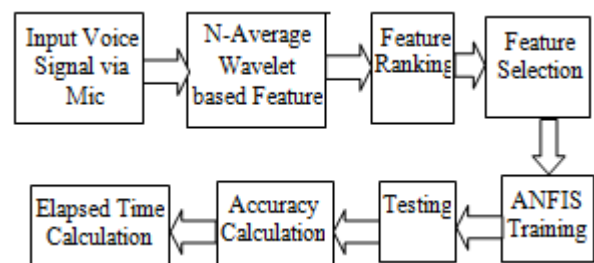 Input Voice
Signal via
Mic
N-Average
Wavelet
based Feature
Feature
Ranking
Feature
Selection
ANFIS
Training
Testing
Accuracy
Calculation
Elapsed Time
Calculation